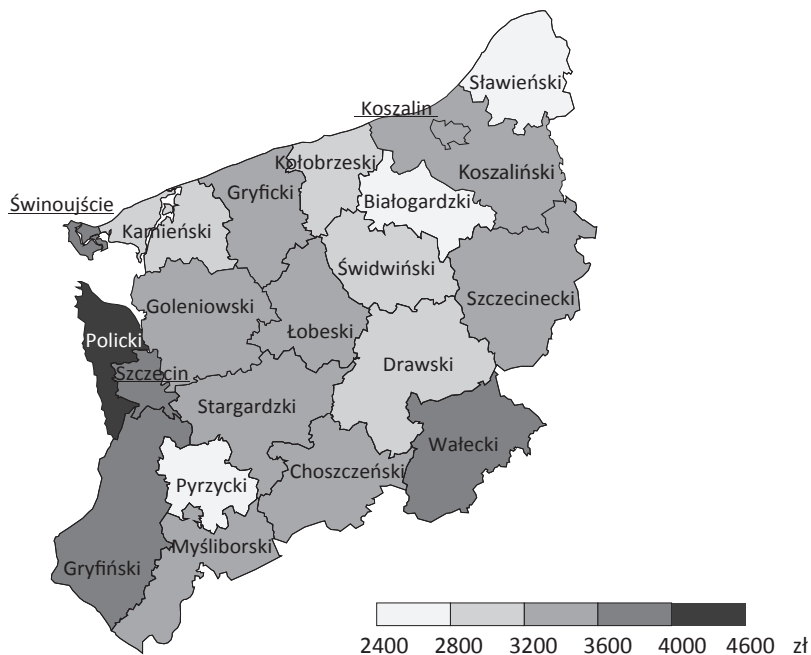 Sławieński
Koszalin
Kołobrzeski
Koszaliński
Gryficki
Białogardzki
Świnoujście
Kamieński
Świdwiński
Goleniowski
Szczecinecki
Łobeski
Policki
Drawski
Szczecin
Stargardzki
Wałecki
Choszczeński
Pyrzycki
Myśliborski
Gryfiński
2400 2800 3200 3600 4000 4600 zł